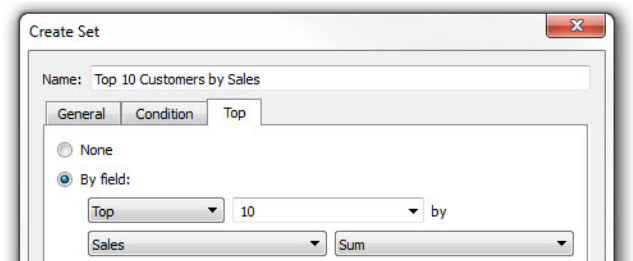 Create Set
Name: Top 10 Customers by Sales
General Condition Top
None
By field:
Top 10 by
Sales Sum